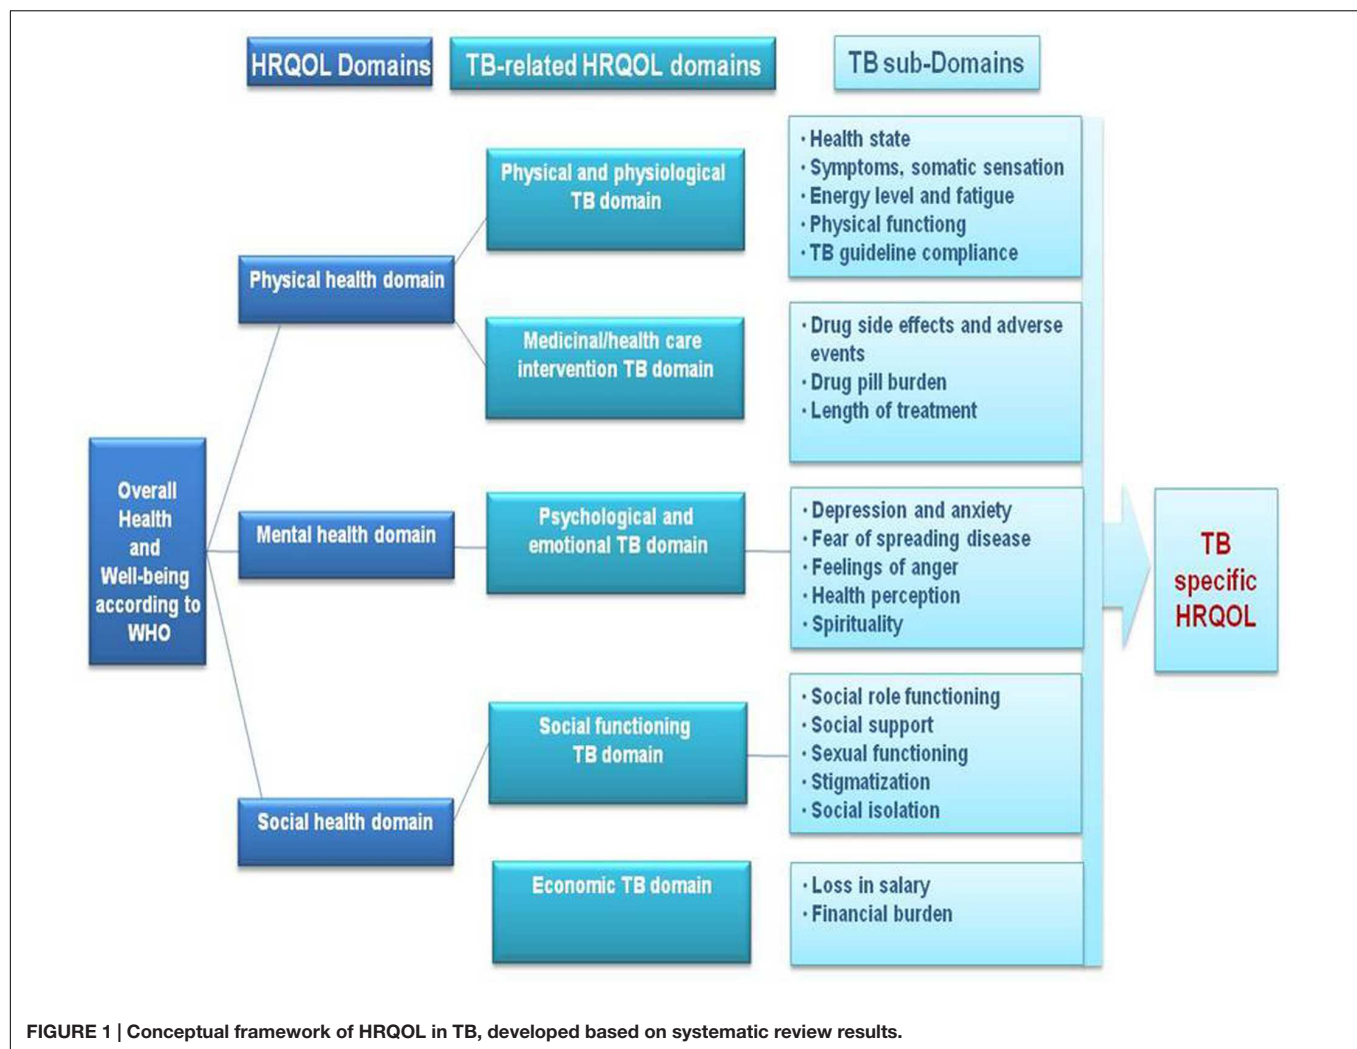 HRQOL Domains
TB-related HRQOL domains
TB sub-Domains
Overall
Health
and
Well-being
according to
WHO
Physical health domain
Mental health domain
Social health domain
Physical and physiological
TB domain
Medicinal/health care
intervention TB domain
Psychological and
emotional TB domain
Social functioning
TB domain
Economic TB domain
· Health state
· Symptoms, somatic sensation
· Energy level and fatigue
· Physical functiong
· TB guideline compliance
· Drug side effects and adverse
events
· Drug pill burden
· Length of treatment
· Depression and anxiety
· Fear of spreading disease
· Feelings of anger
· Health perception
· Spirituality
· Social role functioning
· Social support
· Sexual functioning
· Stigmatization
· Social isolation
· Loss in salary
· Financial burden
TB
specific
HRQOL
FIGURE 1 | Conceptual framework of HRQOL in TB, developed based on systematic review results.